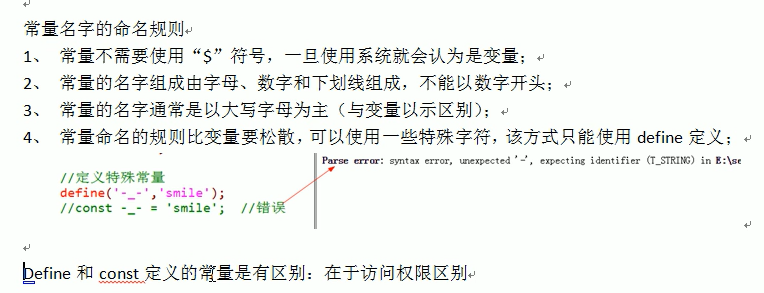 常量名字的命名规则
1、 常量不需要使用“$”符号，一旦使用系统就会认为是变量；
2、 常量的名字组成由字母、数字和下划线组成，不能以数字开头；
3、 常量的名字通常是以大写字母为主（与变量以示区别）；
4、 常量命名的规则比变量要松散，可以使用一些特殊字符，该方式只能使用 define 定义；
Parse error: syntax error, unexpected '-', expecting identifier (T_STRING) in E:\se
//定义特殊常量
define('-_-','smile');
//const -_- = 'smile'; //错误
Define 和 const 定义的常量是有区别：在于访问权限区别